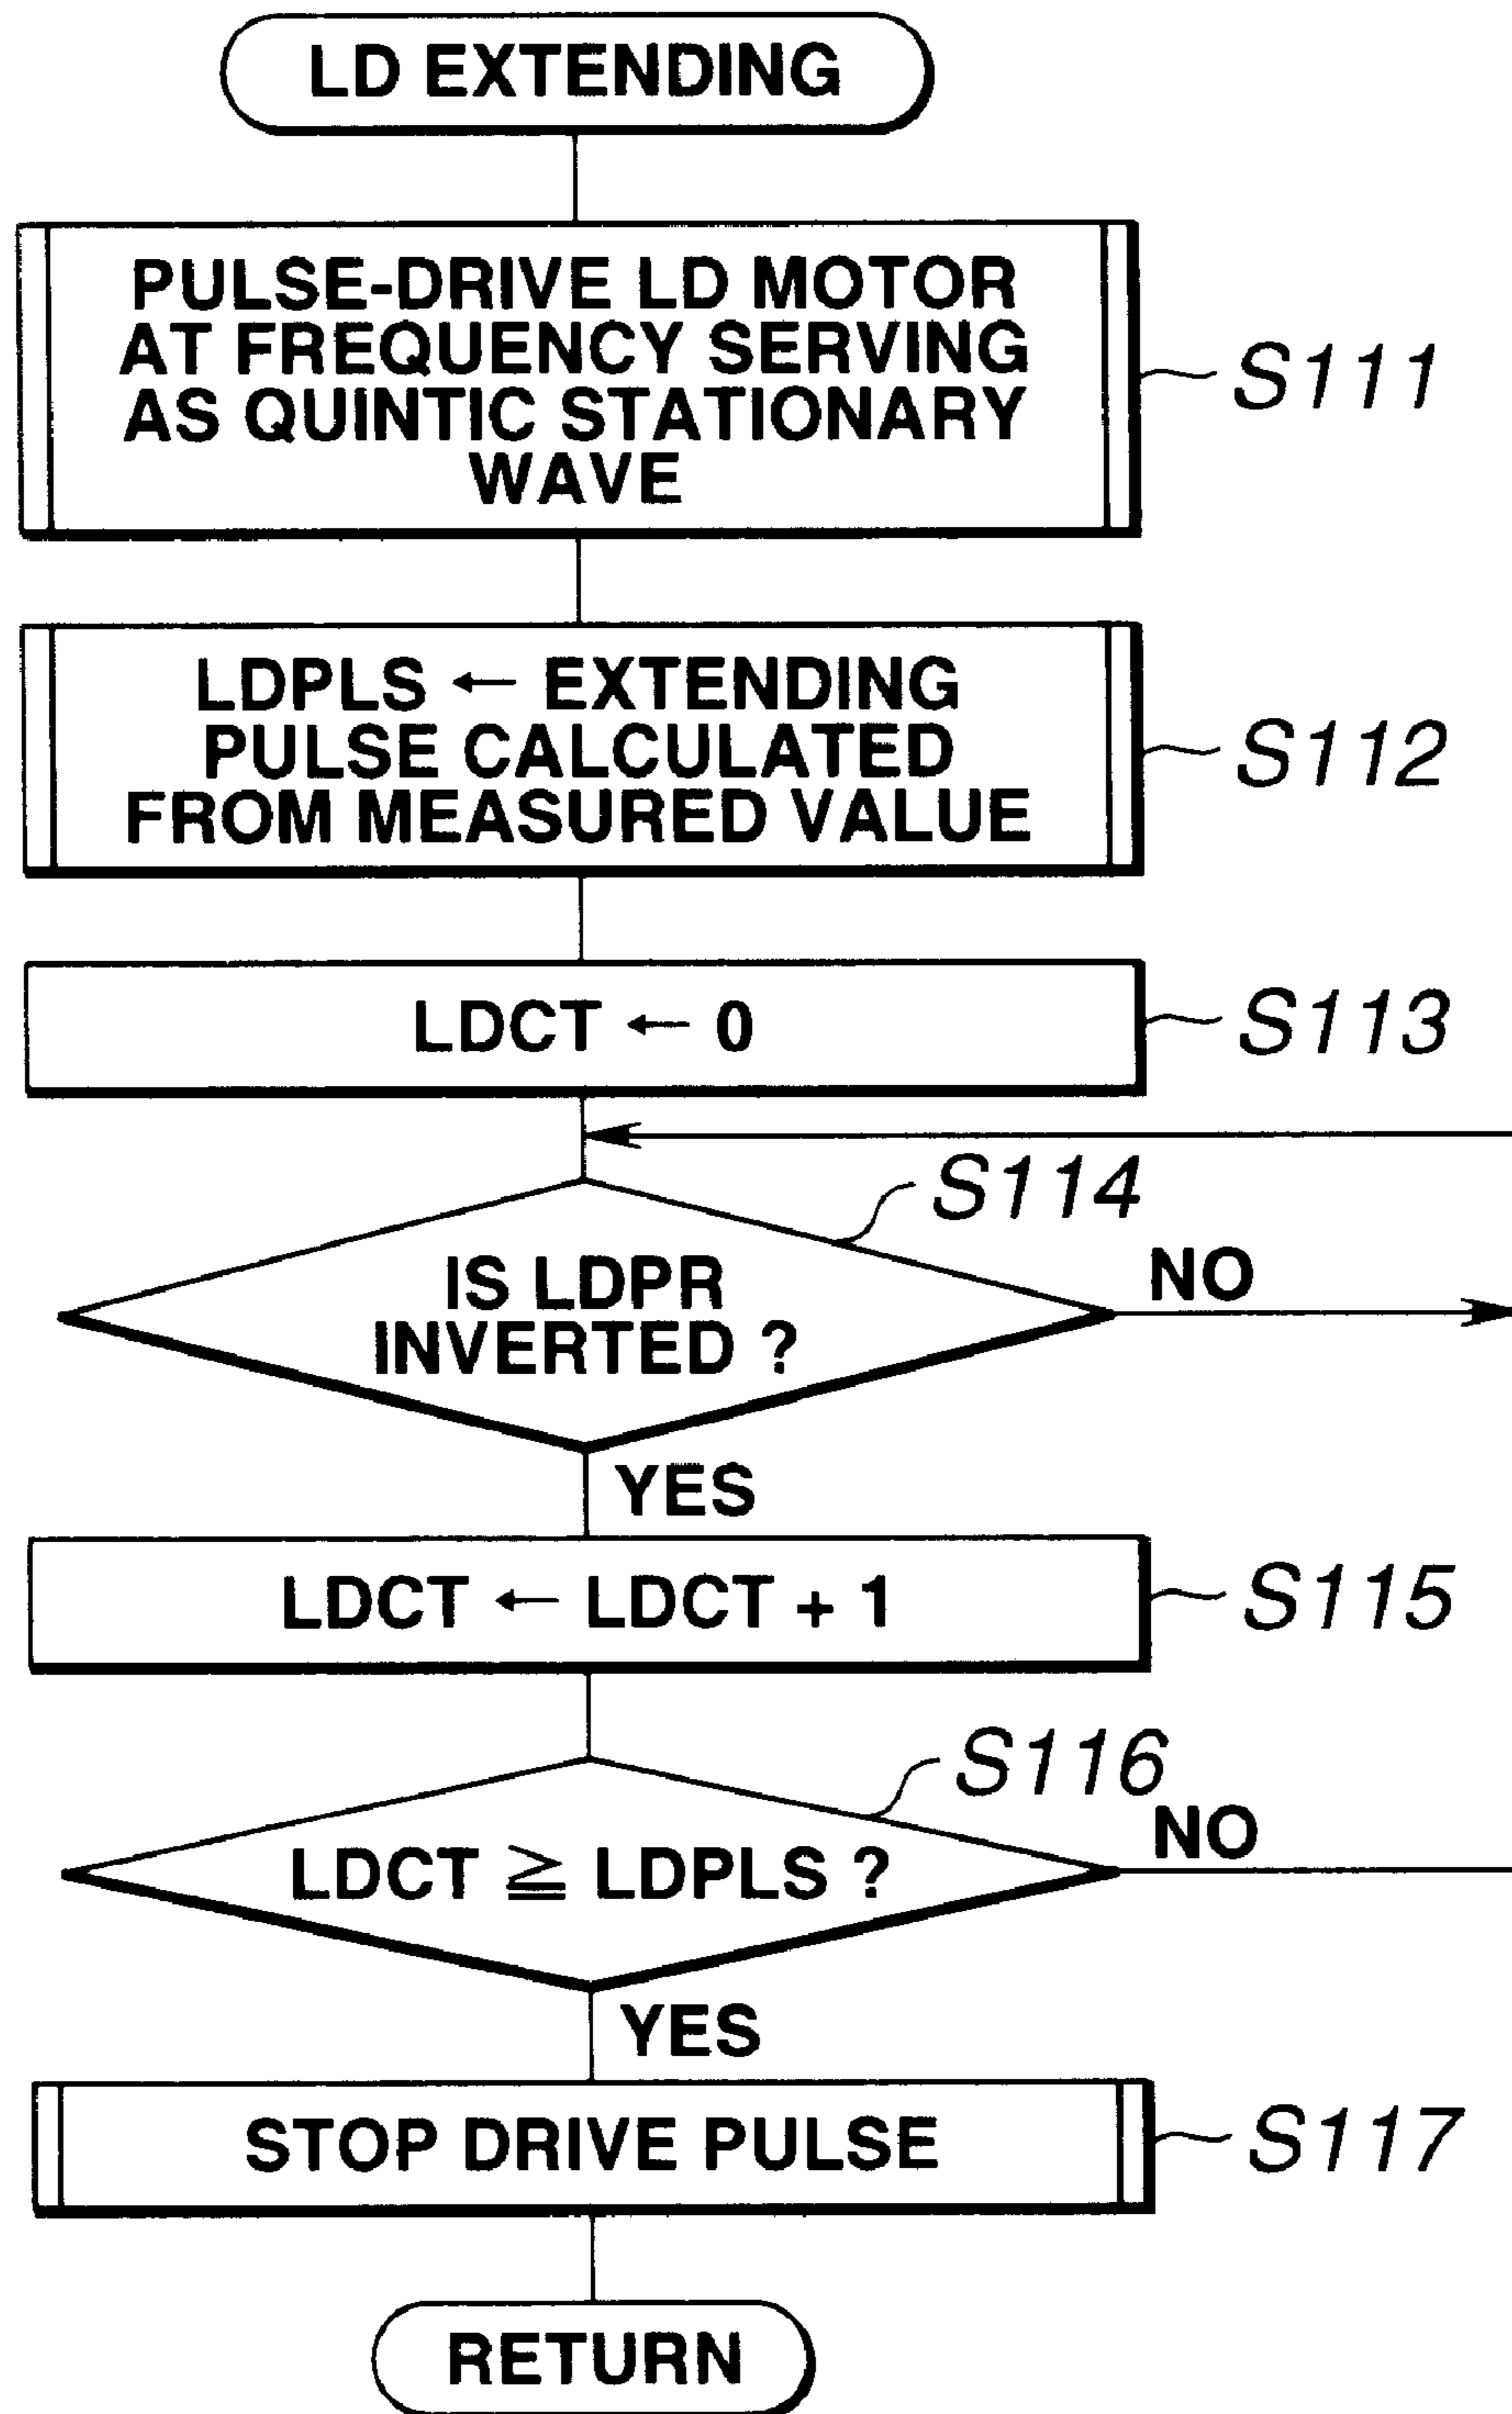 LD EXTENDING
PULSE-DRIVE LD MOTOR
AT FREQUENCY SERVING
AS QUINTIC STATIONARY
WAVE
S111
LDPLS ← EXTENDING
PULSE CALCULATED
FROM MEASURED VALUE
S112
LDCT ← 0
S113
S114
IS LDPR
INVERTED ?
NO
YES
LDCT ← LDCT + 1
S115
S116
LDCT ≧ LDPLS ?
NO
YES
STOP DRIVE PULSE
S117
RETURN